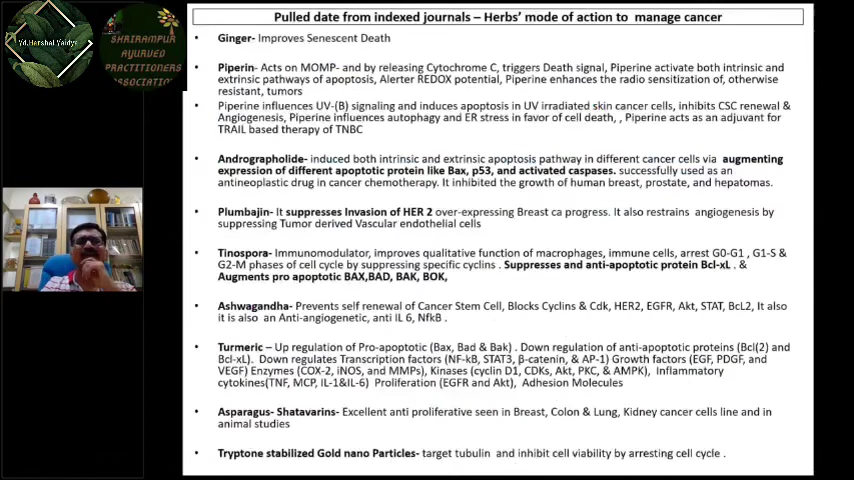 Yd.Harshal Vaidya
SHRIRAMPUR
AYURVED
PRACTITIONERS
ASSOCIATION
Pulled date from indexed journals – Herbs' mode of action to manage cancer
• Ginger- Improves Senescent Death
• Piperin- Acts on MOMP- and by releasing Cytochrome C, triggers Death signal, Piperine activate both intrinsic and
extrinsic pathways of apoptosis, Alerter REDOX potential, Piperine enhances the radio sensitization of, otherwise
resistant, tumors
• Piperine influences UV-(B) signaling and induces apoptosis in UV irradiated skin cancer cells, inhibits CSC renewal &
Angiogenesis, Piperine influences autophagy and ER stress in favor of cell death, , Piperine acts as an adjuvant for
TRAIL based therapy of TNBC
• Andrographolide- induced both intrinsic and extrinsic apoptosis pathway in different cancer cells via augmenting
expression of different apoptotic protein like Bax, p53, and activated caspases. successfully used as an
antineoplastic drug in cancer chemotherapy. It inhibited the growth of human breast, prostate, and hepatomas.
• Plumbajin- It suppresses Invasion of HER 2 over-expressing Breast ca progress. It also restrains angiogenesis by
suppressing Tumor derived Vascular endothelial cells
• Tinospora- Immunomodulator, improves qualitative function of macrophages, immune cells, arrest G0-G1 , G1-S &
G2-M phases of cell cycle by suppressing specific cyclins . Suppresses and anti-apoptotic protein Bcl-xL . &
Augments pro apoptotic BAX,BAD, BAK, BOK,
• Ashwagandha- Prevents self renewal of Cancer Stem Cell, Blocks Cyclins & Cdk, HER2, EGFR, Akt, STAT, BcL2, It also
it is also an Anti-angiogenetic, anti IL 6, NfkB .
• Turmeric – Up regulation of Pro-apoptotic (Bax, Bad & Bak) . Down regulation of anti-apoptotic proteins (Bcl(2) and
Bcl-xL). Down regulates Transcription factors (NF-kB, STAT3, β-catenin, & AP-1) Growth factors (EGF, PDGF, and
VEGF) Enzymes (COX-2, iNOS, and MMPs), Kinases (cyclin D1, CDKs, Akt, PKC, & AMPK), Inflammatory
cytokines(TNF, MCP, IL-1&IL-6) Proliferation (EGFR and Akt), Adhesion Molecules
• Asparagus- Shatavarins- Excellent anti proliferative seen in Breast, Colon & Lung, Kidney cancer cells line and in
animal studies
• Tryptone stabilized Gold nano Particles- target tubulin and inhibit cell viability by arresting cell cycle .